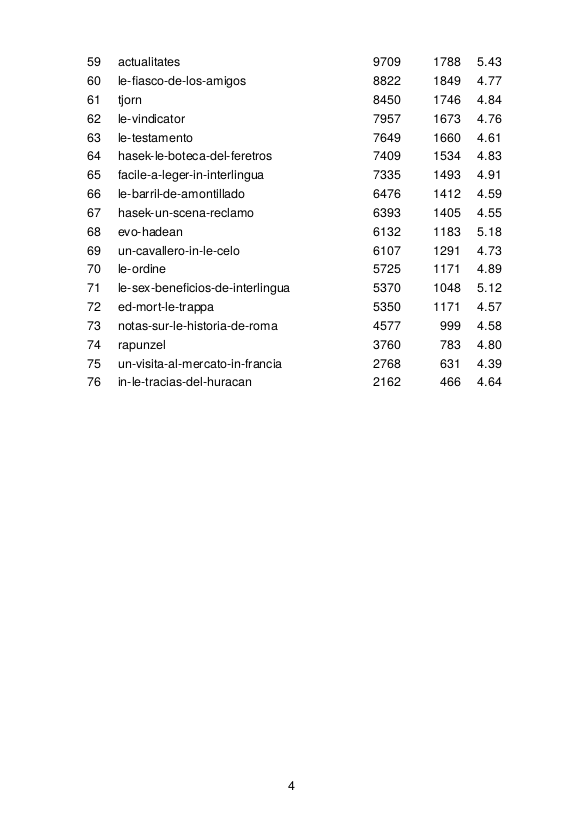 59 actualitates 9709 1788 5.43
60 le-fiasco-de-los-amigos 8822 1849 4.77
61 tjorn 8450 1746 4.84
62 le-vindicator 7957 1673 4.76
63 le-testamento 7649 1660 4.61
64 hasek-le-boteca-del-feretros 7409 1534 4.83
65 facile-a-leger-in-interlingua 7335 1493 4.91
66 le-barril-de-amontillado 6476 1412 4.59
67 hasek-un-scena-reclamo 6393 1405 4.55
68 evo-hadean 6132 1183 5.18
69 un-cavallero-in-le-celo 6107 1291 4.73
70 le-ordine 5725 1171 4.89
71 le-sex-beneficios-de-interlingua 5370 1048 5.12
72 ed-mort-le-trappa 5350 1171 4.57
73 notas-sur-le-historia-de-roma 4577 999 4.58
74 rapunzel 3760 783 4.80
75 un-visita-al-mercato-in-francia 2768 631 4.39
76 in-le-tracias-del-huracan 2162 466 4.64
4